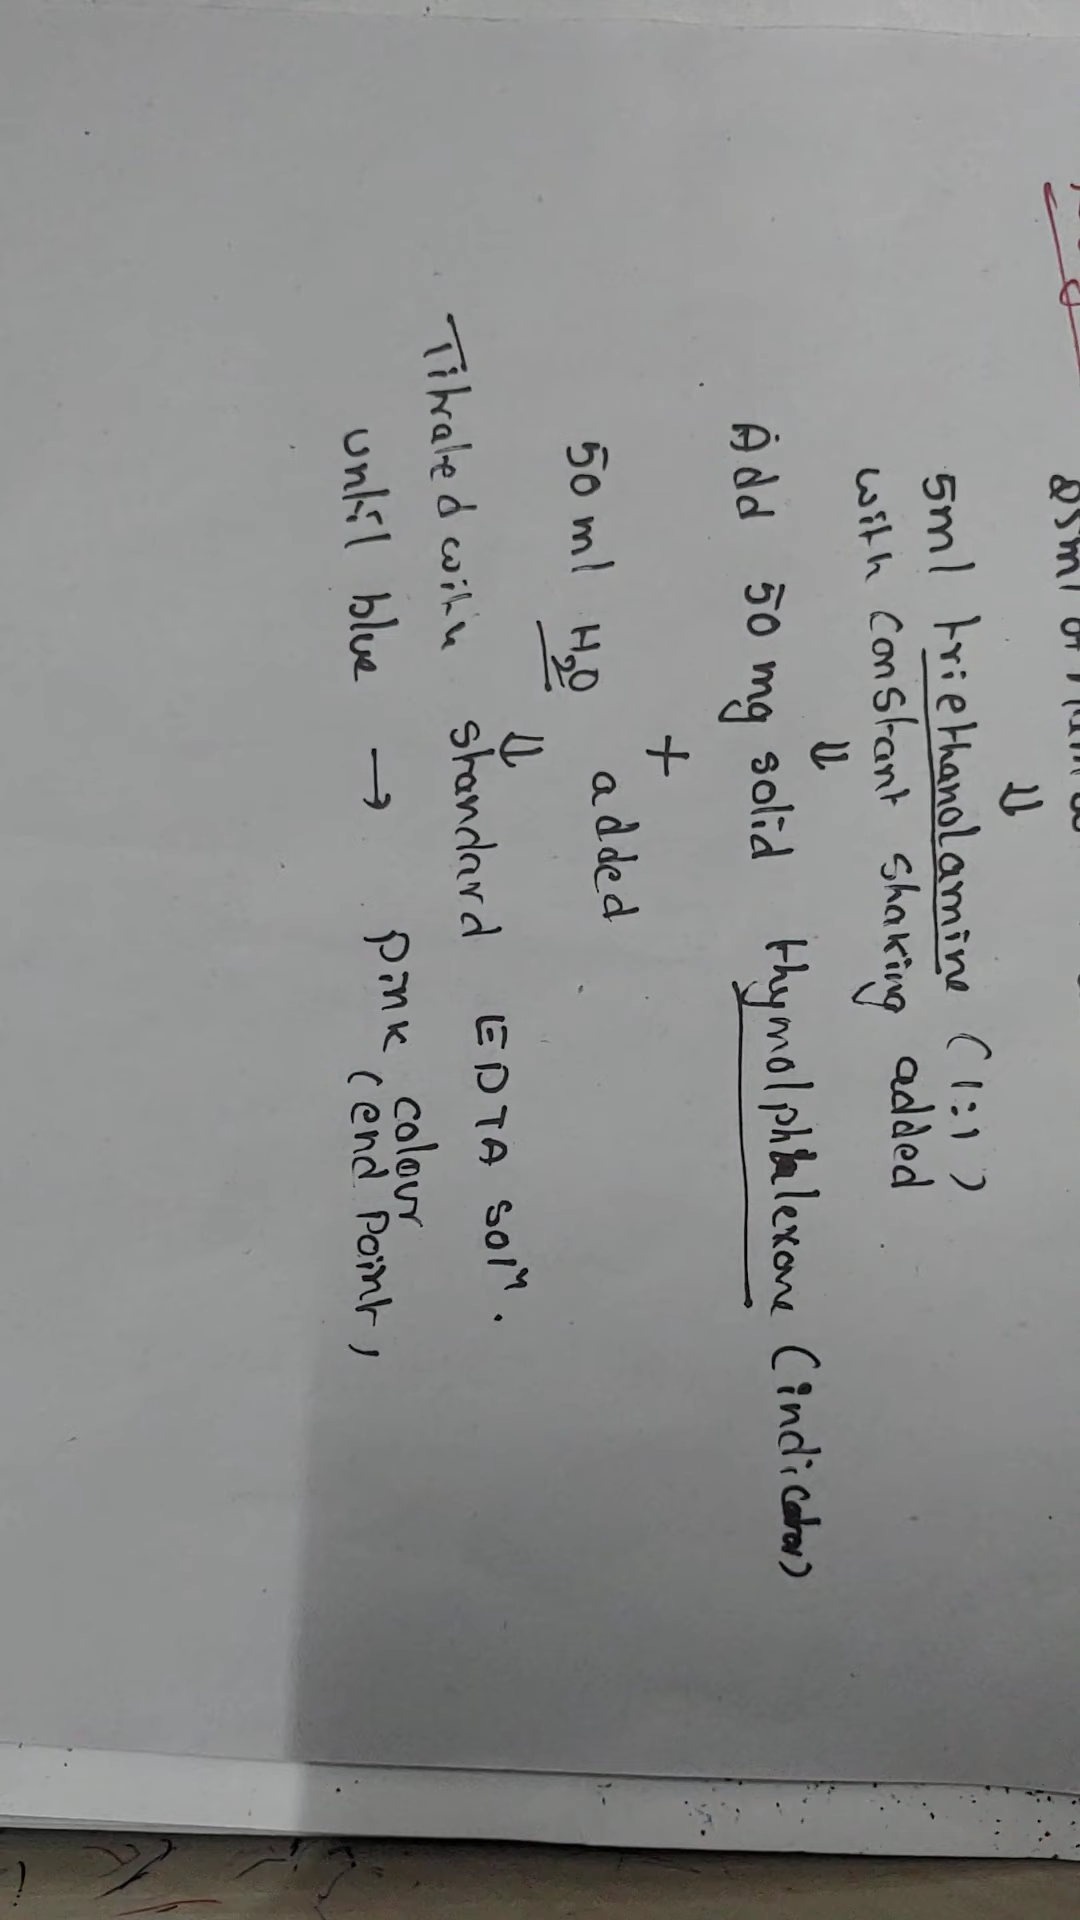 ⇓
5ml triethanolamine (1:1)
with constant shaking added
⇓
Add 50 mg solid thymolphthalexone (indicator)
+
50 ml H₂O added
⇓
Titrated with standard EDTA solⁿ.
until blue → pink colour
(end point)